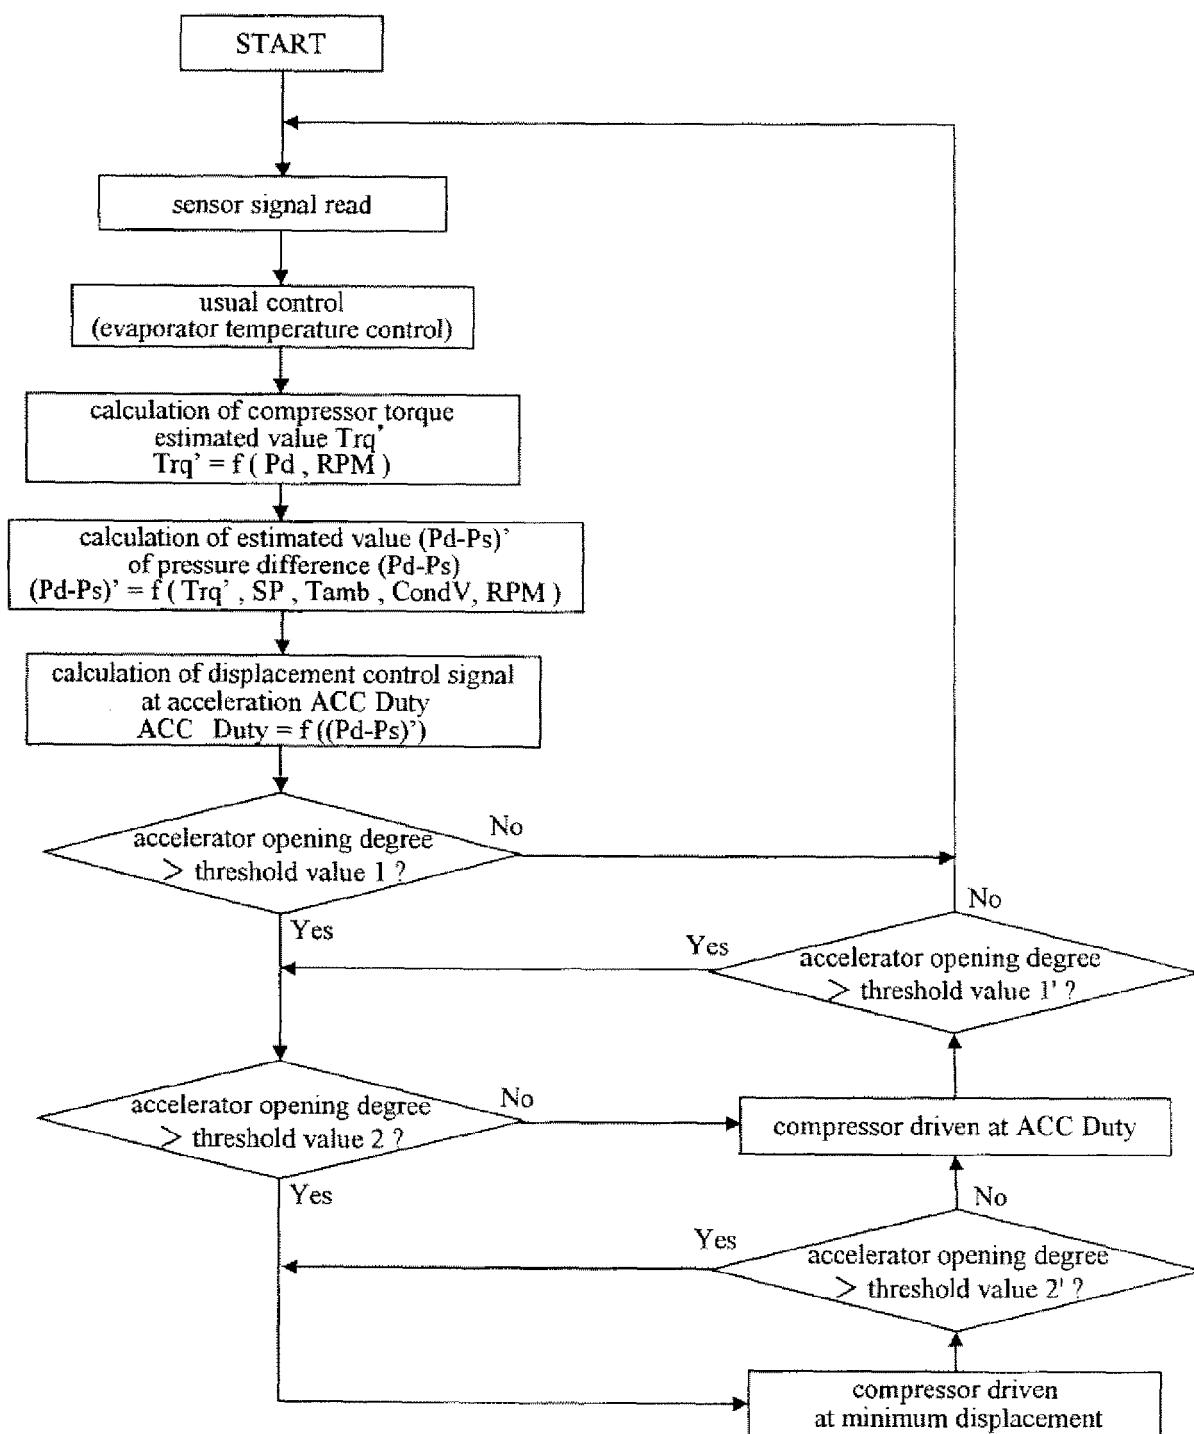 START
sensor signal read
usual control
(evaporator temperature control)
calculation of compressor torque
estimated value Trq'
Trq' = f ( Pd , RPM )
calculation of estimated value (Pd-Ps)'
of pressure difference (Pd-Ps)
(Pd-Ps)' = f ( Trq' , SP , Tamb , CondV, RPM )
calculation of displacement control signal
at acceleration ACC Duty
ACC Duty = f ((Pd-Ps)')
accelerator opening degree
> threshold value 1 ?
No
Yes
No
Yes
accelerator opening degree
> threshold value 1' ?
accelerator opening degree
> threshold value 2 ?
No
Yes
compressor driven at ACC Duty
No
Yes
accelerator opening degree
> threshold value 2' ?
compressor driven
at minimum displacement